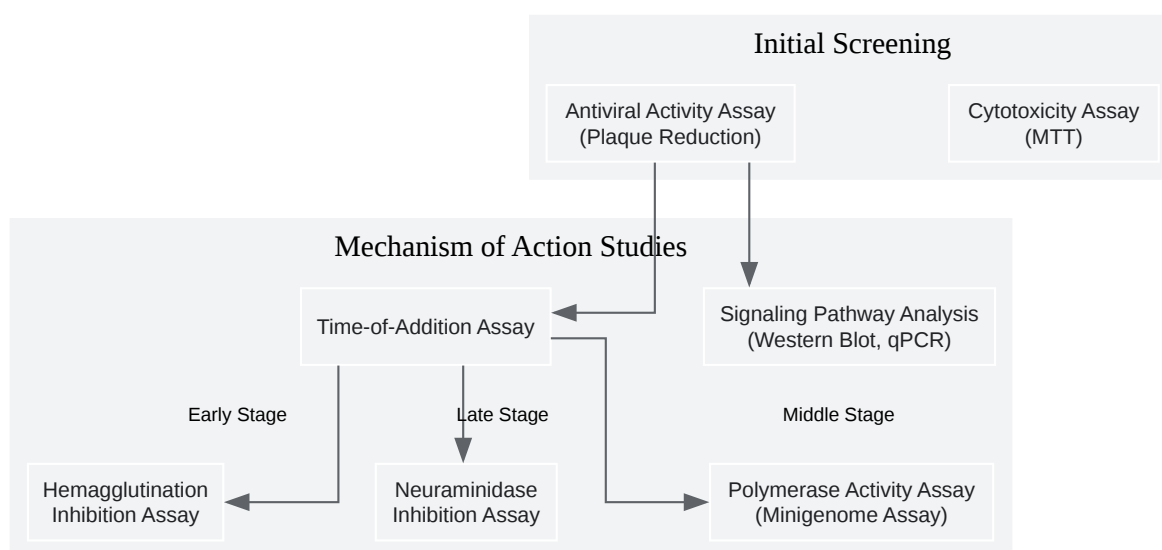 Initial Screening
Antiviral Activity Assay
(Plaque Reduction)
Cytotoxicity Assay
(MTT)
Mechanism of Action Studies
Time-of-Addition Assay
Signaling Pathway Analysis
(Western Blot, qPCR)
Early Stage
Late Stage
Middle Stage
Hemagglutination
Inhibition Assay
Neuraminidase
Inhibition Assay
Polymerase Activity Assay
(Minigenome Assay)